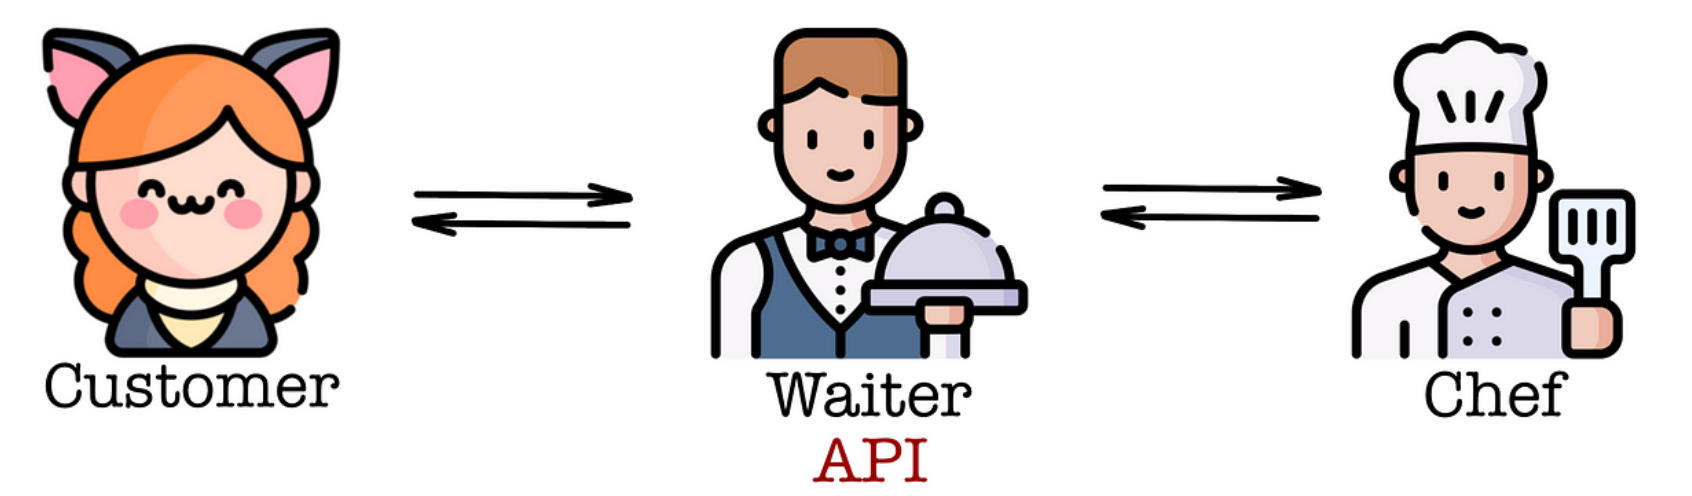 Customer
Waiter
API
Chef